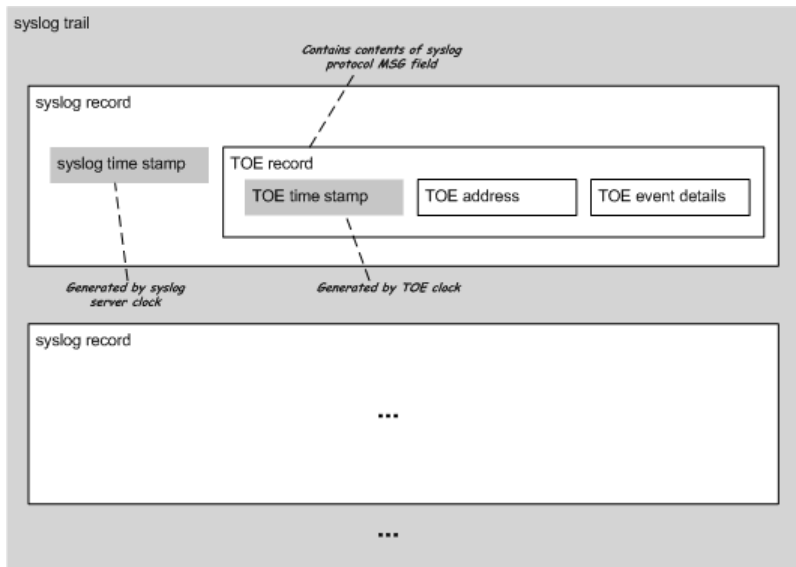 syslog trail
Contains contents of syslog
protocol MSG field
syslog record
syslog time stamp
TOE record
TOE time stamp
TOE address
TOE event details
Generated by syslog
server clock
Generated by TOE clock
syslog record
...
...